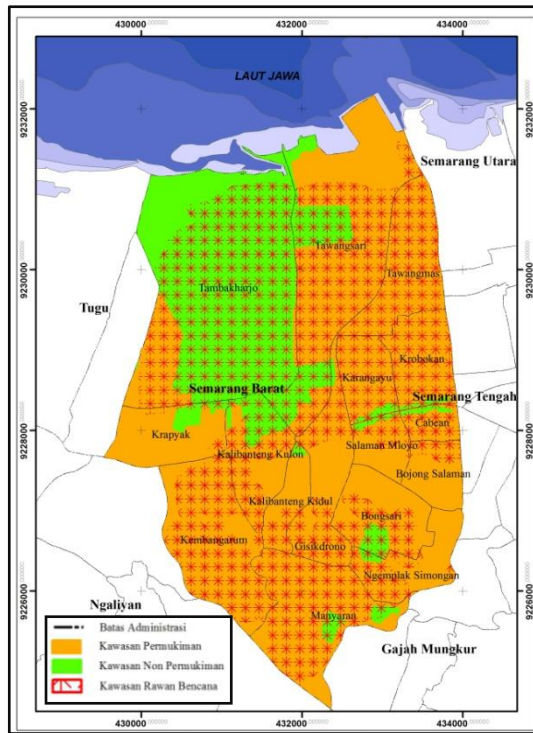 430000 432000 434000
LAUT JAWA
9232000 9232000
Semarang Utara
Tawangsari
9230000 9230000
Tawangmas
Tambakharjo
Tugu
Krobokan
Karangayu
Semarang Barat
Semarang Tengah
Cabean
9228000 9228000
Krapyak
Salaman Mloyo
Kalibanteng Kulon
Bojong Salaman
Kalibanteng Kidul
Bongsari
Kembangarum
Gisikdrono
Ngemplak Simongan
9226000 9226000
Ngaliyan
Manyaran
Gajah Mungkur
Batas Administrasi
Kawasan Permukiman
Kawasan Non Permukiman
Kawasan Rawan Bencana
430000 432000 434000